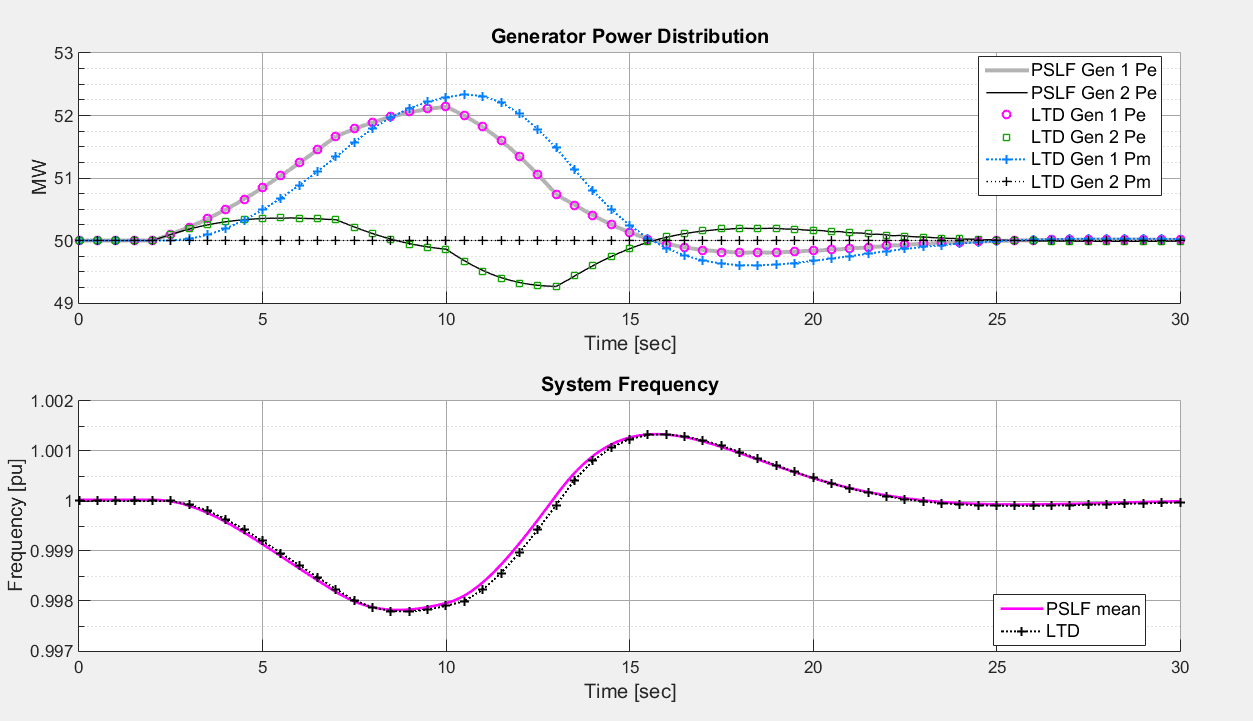 Generator Power Distribution
53
52
51
50
49
MW
0 5 10 15 20 25 30
Time [sec]
PSLF Gen 1 Pe
PSLF Gen 2 Pe
LTD Gen 1 Pe
LTD Gen 2 Pe
LTD Gen 1 Pm
LTD Gen 2 Pm
System Frequency
1.002
1.001
1
0.999
0.998
0.997
Frequency [pu]
0 5 10 15 20 25 30
Time [sec]
PSLF mean
LTD